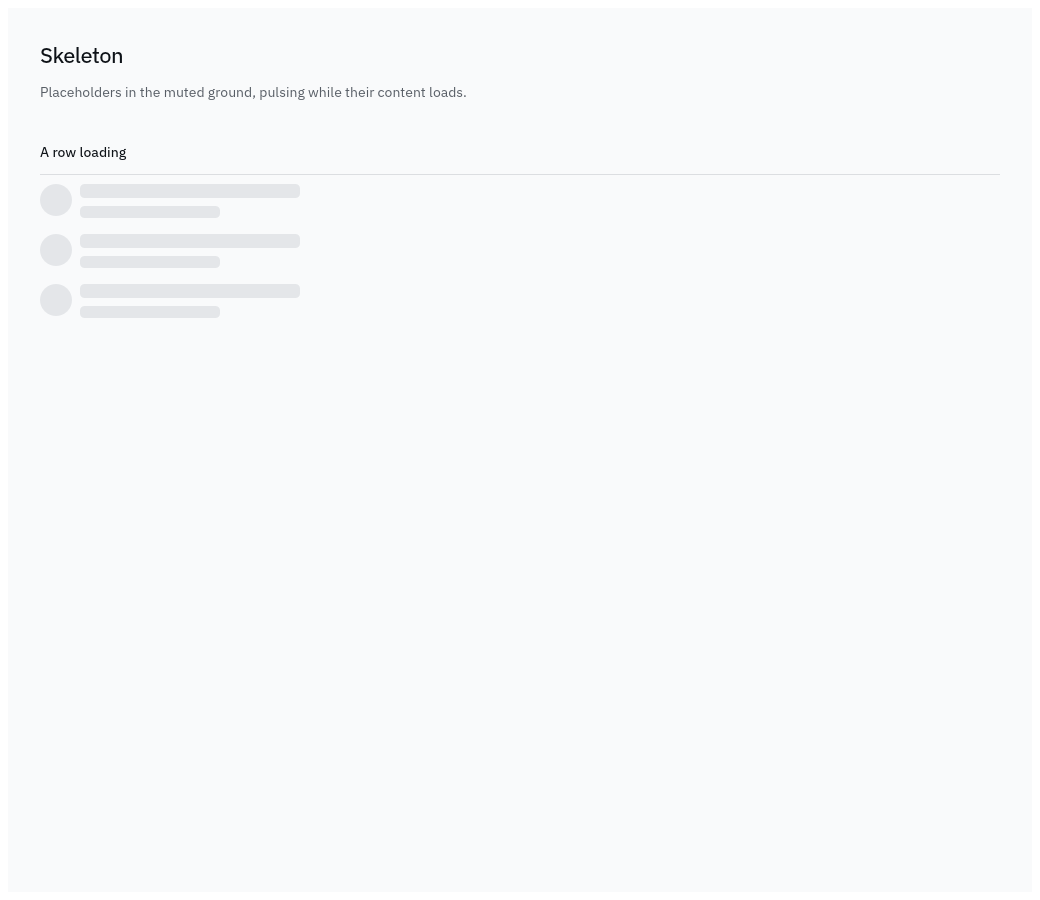 Skeleton
Placeholders in the muted ground, pulsing while their content loads.
A row loading